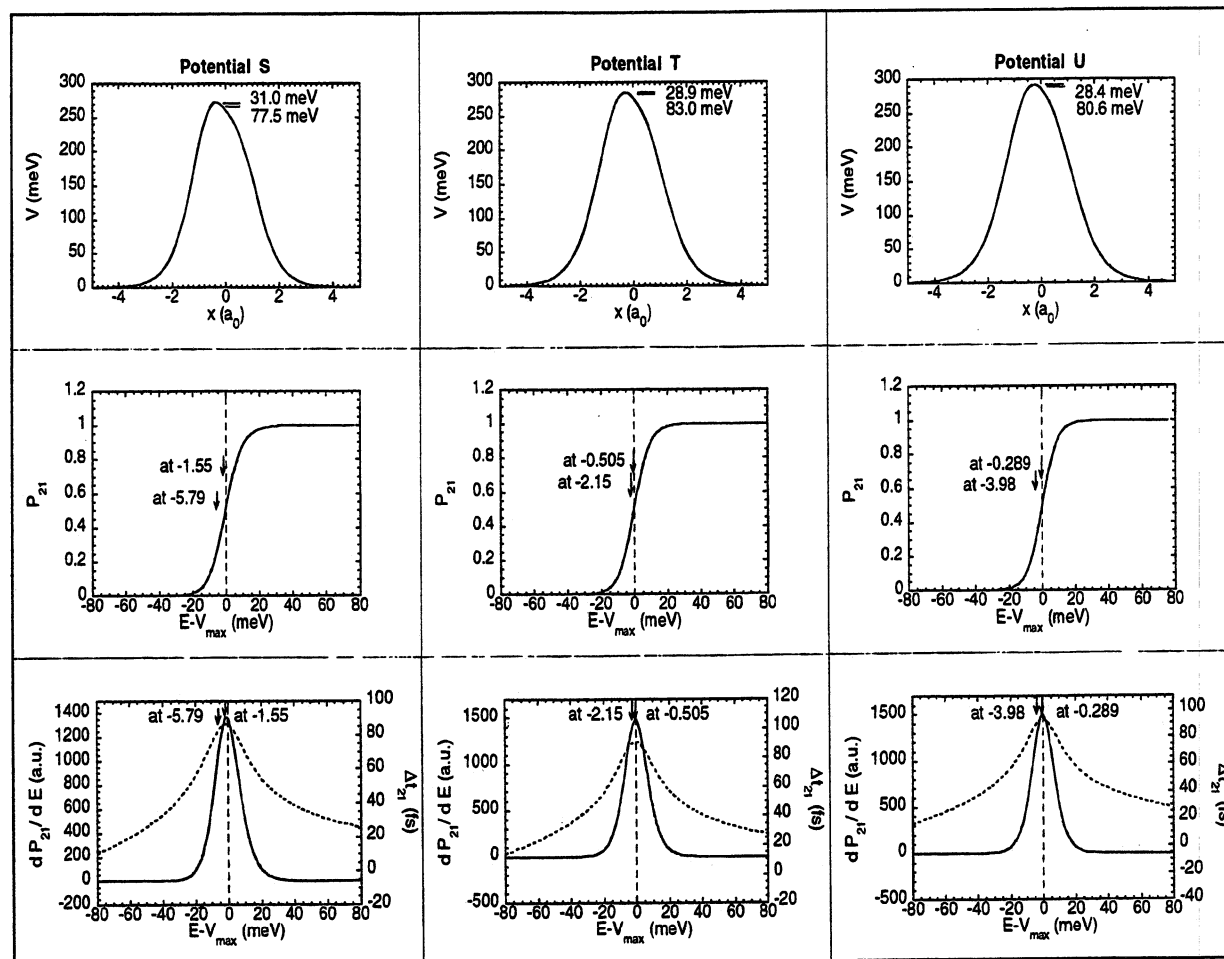 Potential S
300
250
200
150
100
50
0
V (meV)
31.0 meV
77.5 meV
-4 -2 0 2 4
x (a0)
Potential T
300
250
200
150
100
50
0
V (meV)
28.9 meV
83.0 meV
-4 -2 0 2 4
x (a0)
Potential U
300
250
200
150
100
50
0
V (meV)
28.4 meV
80.6 meV
-4 -2 0 2 4
x (a0)
1.2
1
0.8
0.6
0.4
0.2
0
P21
at -1.55
at -5.79
-80 -60 -40 -20 0 20 40 60 80
E-Vmax (meV)
1.2
1
0.8
0.6
0.4
0.2
0
P21
at -0.505
at -2.15
-80 -60 -40 -20 0 20 40 60 80
E-Vmax (meV)
1.2
1
0.8
0.6
0.4
0.2
0
P21
at -0.289
at -3.98
-80 -60 -40 -20 0 20 40 60 80
E-Vmax (meV)
1400
1200
1000
800
600
400
200
0
-200
d P21 / d E (a.u.)
at -5.79 at -1.55
100
80
60
40
20
0
-20
Δt21 (fs)
-80 -60 -40 -20 0 20 40 60 80
E-Vmax (meV)
1500
1000
500
0
-500
d P21 / d E (a.u.)
at -2.15 at -0.505
120
100
80
60
40
20
0
-20
Δt21 (fs)
-80 -60 -40 -20 0 20 40 60 80
E-Vmax (meV)
1500
1000
500
0
-500
d P21 / d E (a.u.)
at -3.98 at -0.289
100
80
60
40
20
0
-20
-40
Δt21 (fs)
-80 -60 -40 -20 0 20 40 60 80
E-Vmax (meV)